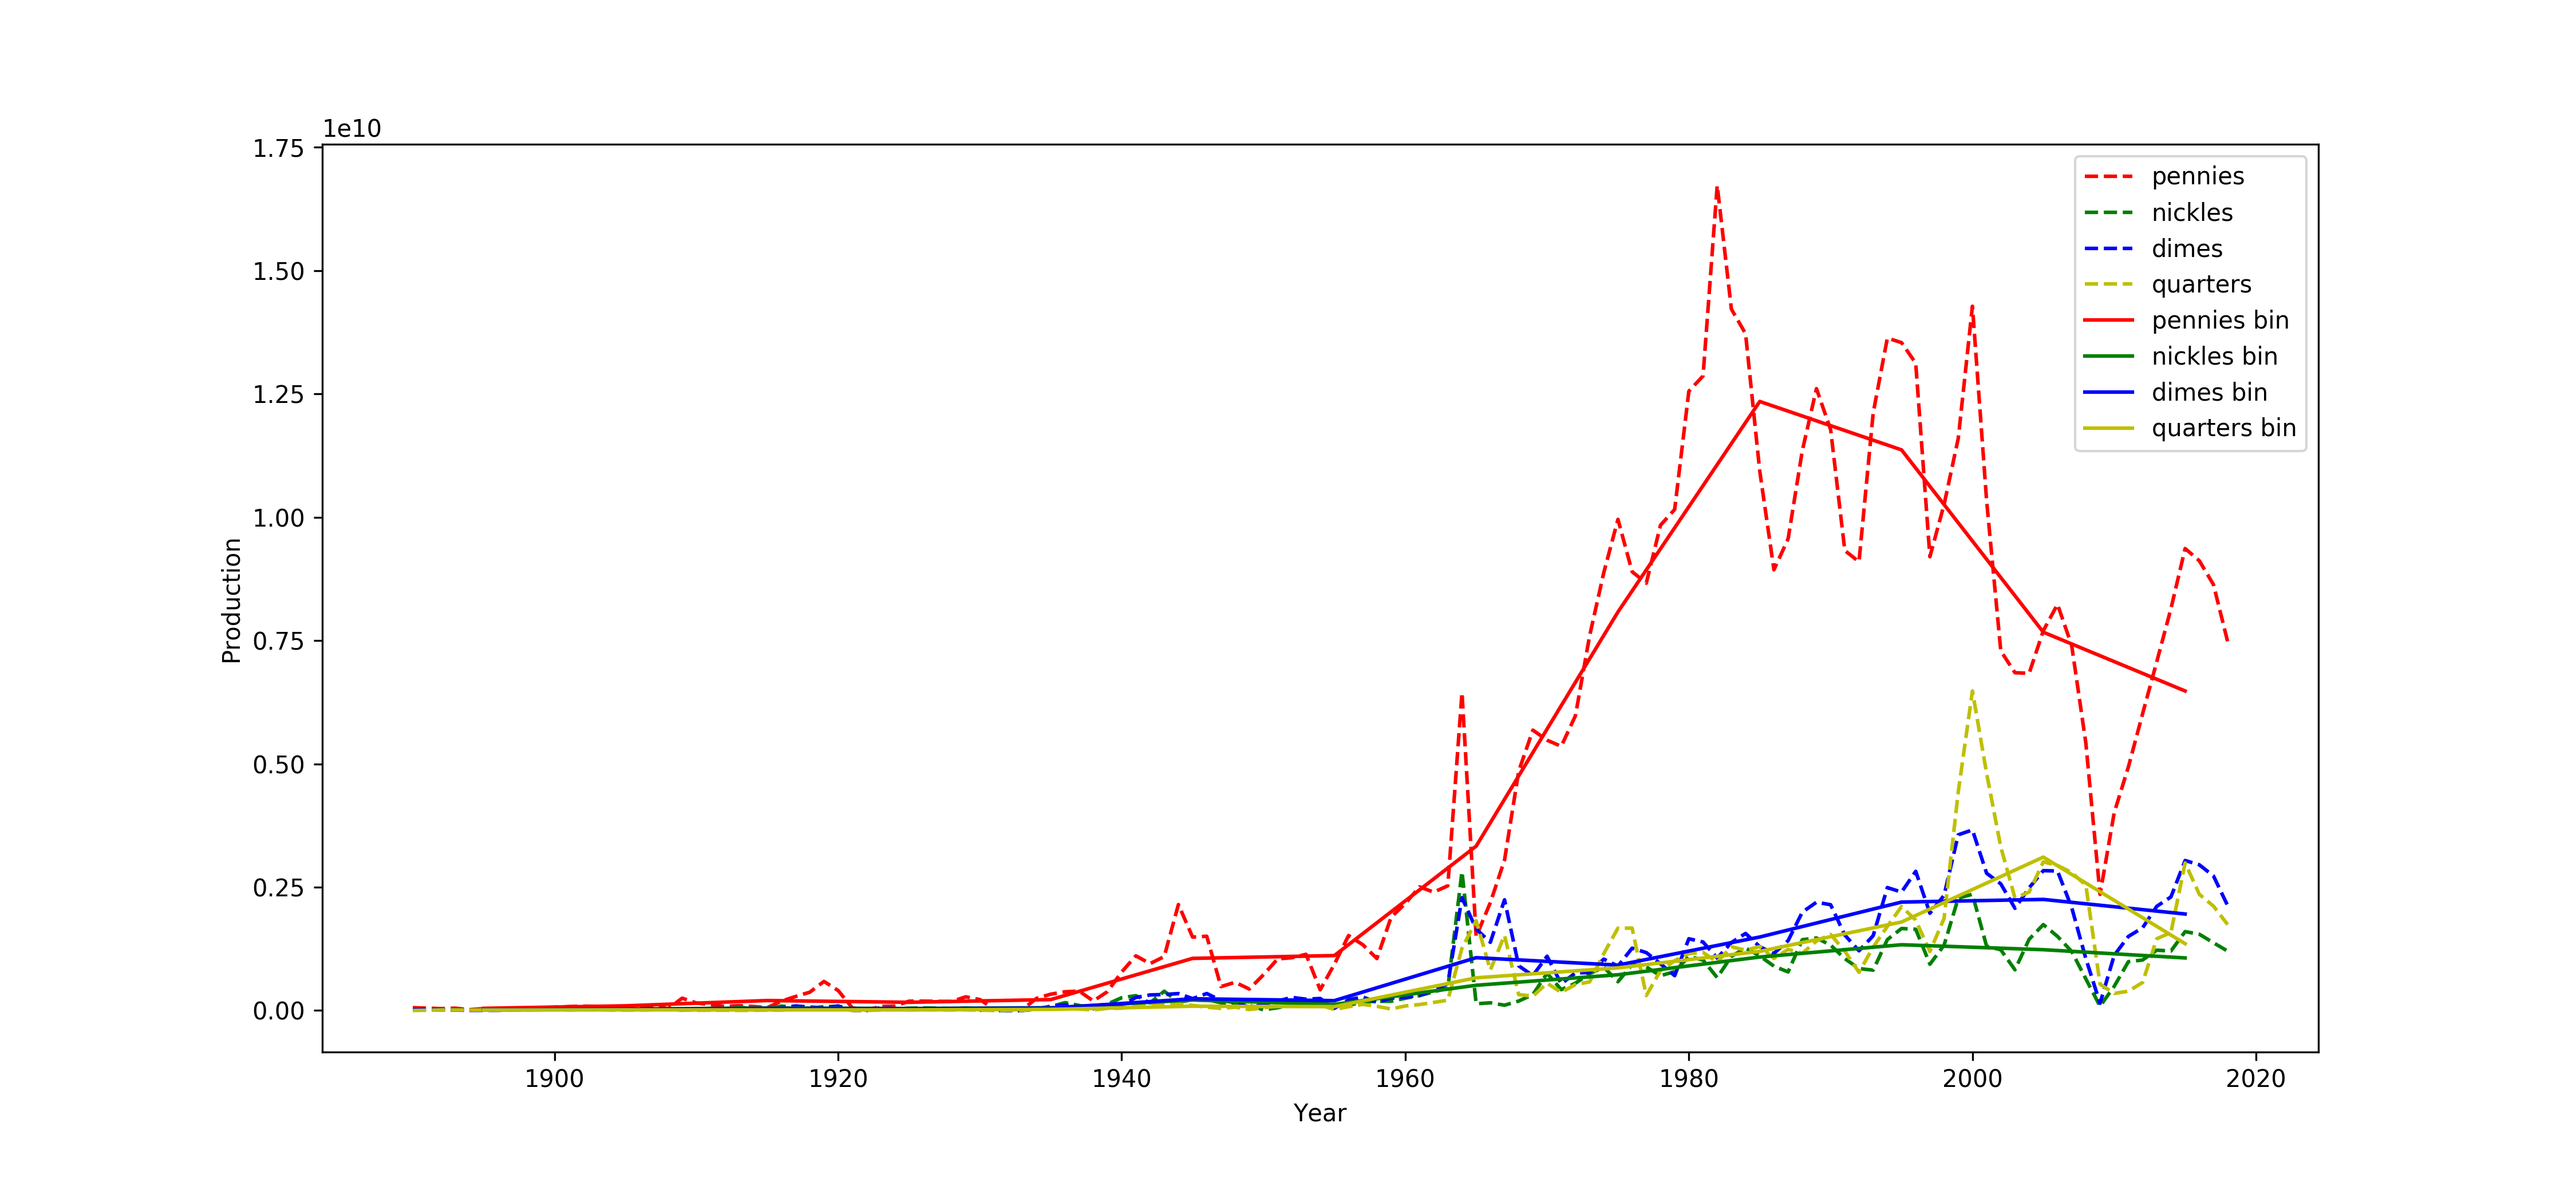 1e10
1.75
1.50
1.25
1.00
0.75
0.50
0.25
0.00
Production
1900 1920 1940 1960 1980 2000 2020
Year
pennies
nickles
dimes
quarters
pennies bin
nickles bin
dimes bin
quarters bin